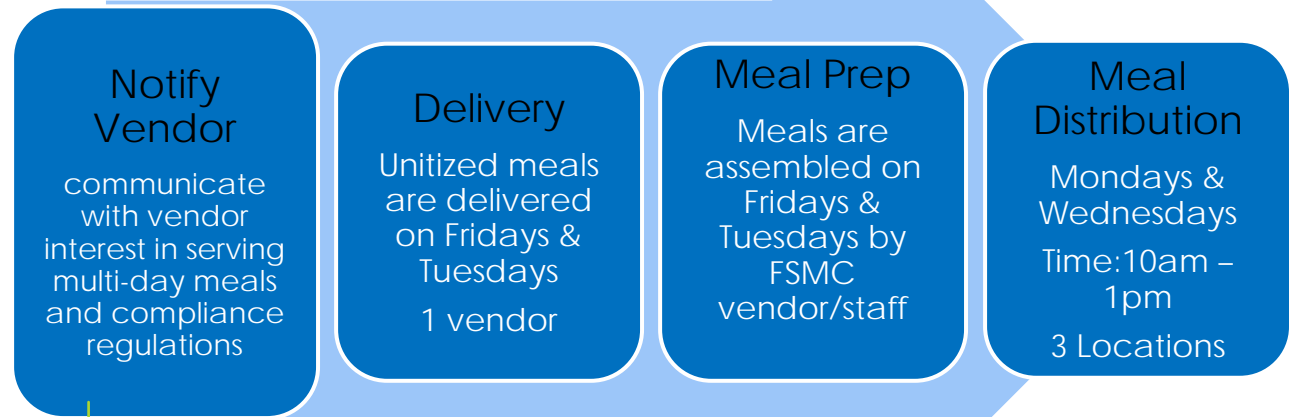 Notify
Vendor
communicate
with vendor
interest in serving
multi-day meals
and compliance
regulations
Delivery
Unitized meals
are delivered
on Fridays &
Tuesdays
1 vendor
Meal Prep
Meals are
assembled on
Fridays &
Tuesdays by
FSMC
vendor/staff
Meal
Distribution
Mondays &
Wednesdays
Time:10am –
1pm
3 Locations